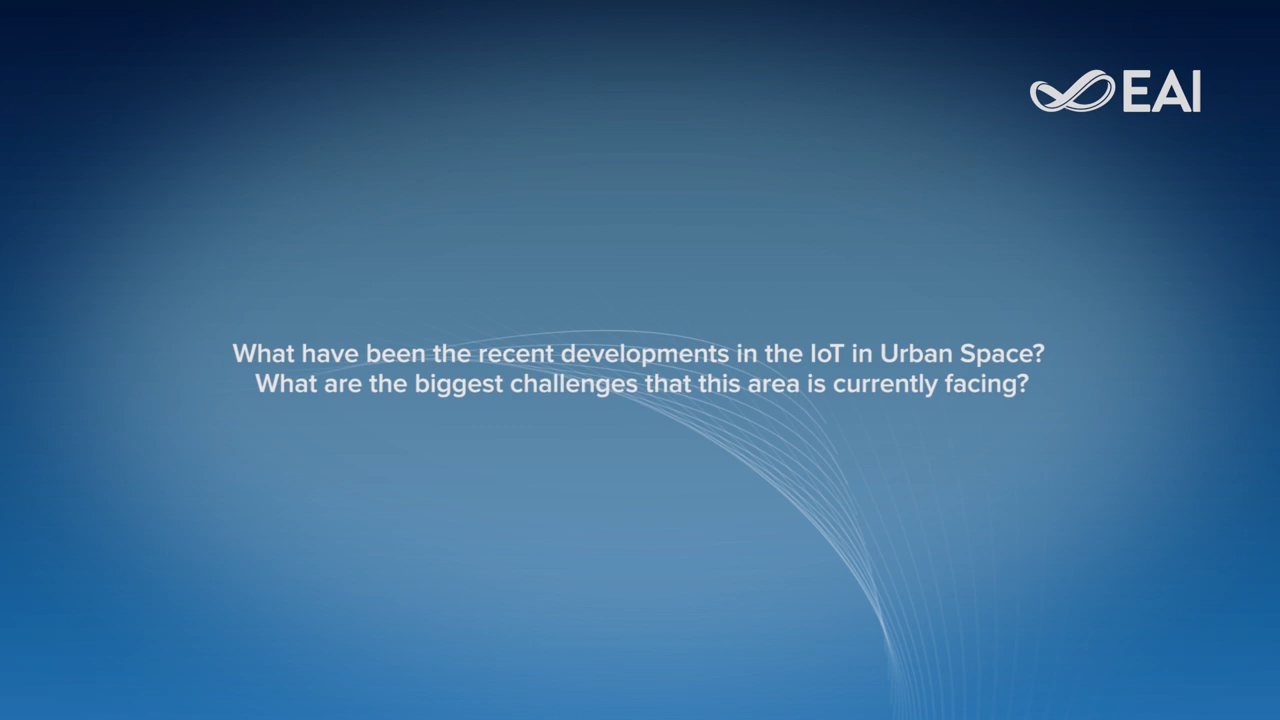 EAI
What have been the recent developments in the IoT in Urban Space?
What are the biggest challenges that this area is currently facing?